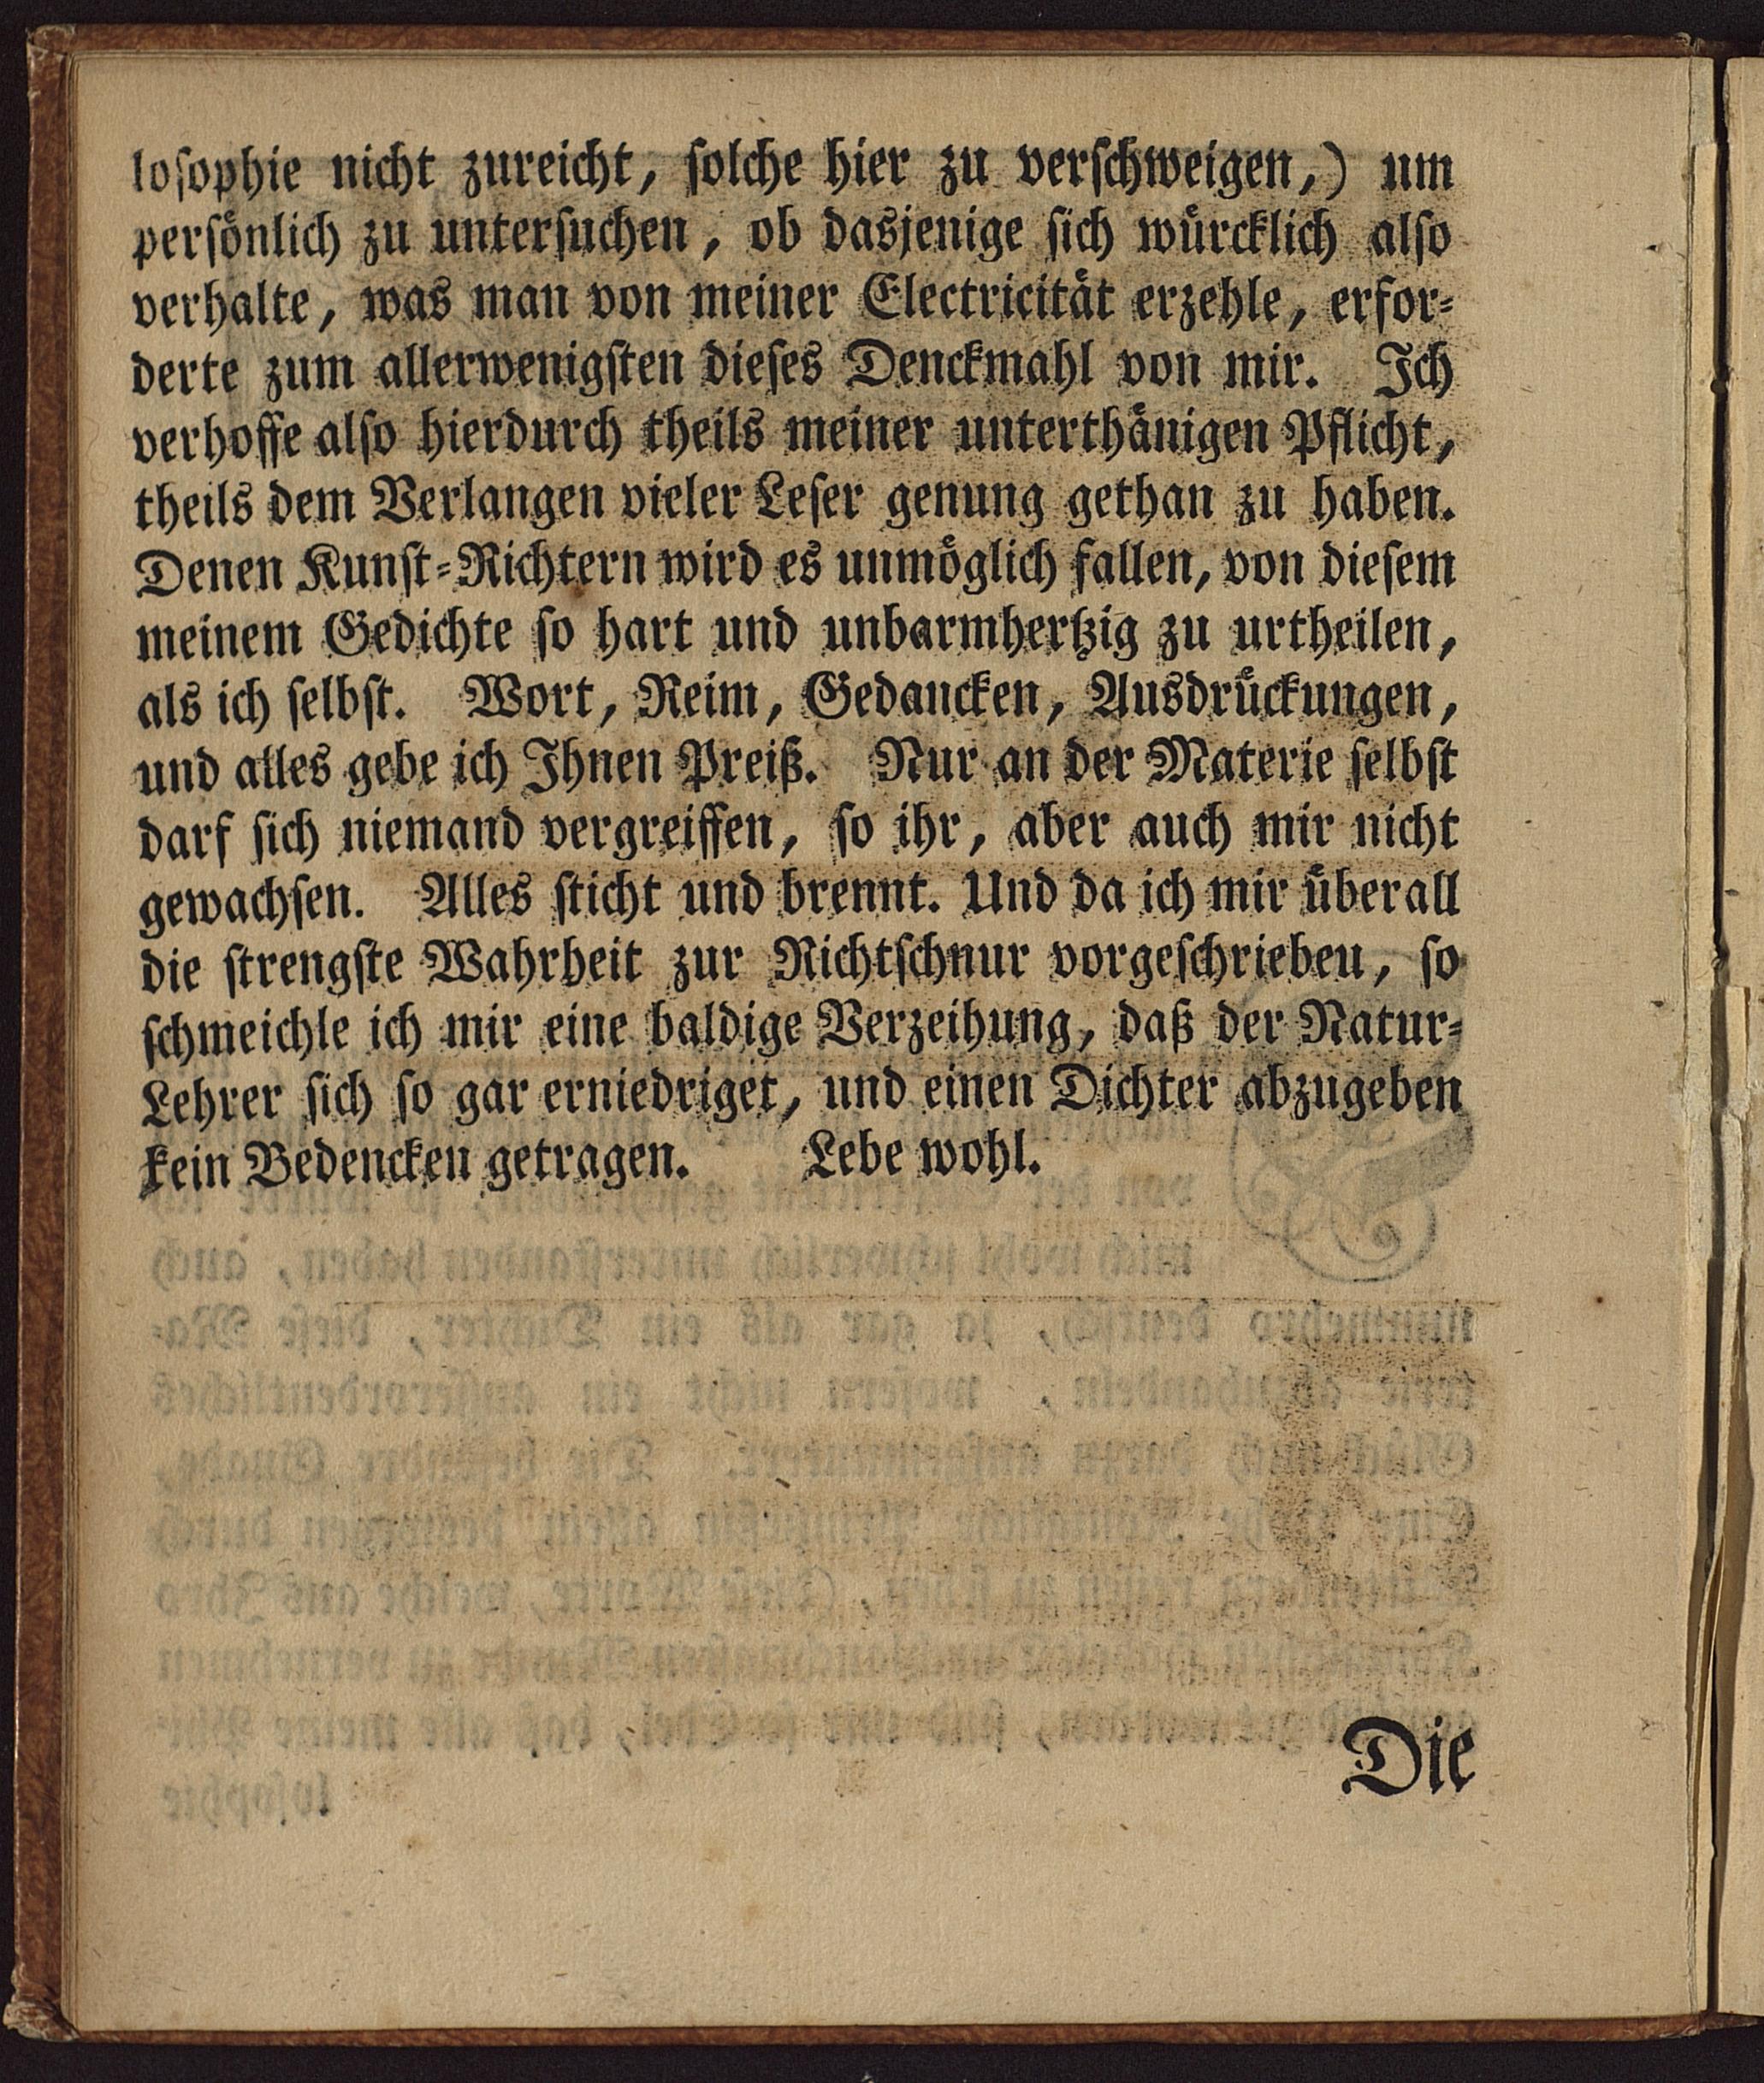 loſophie nicht zureicht, ſolche hier zu verſchweigen,) um
perſönlich zu unterſuchen, ob dasjenige ſich würcklich alſo
verhalte, was man von meiner Electricität erzehle, erfor⸗
derte zum allerwenigſten dieſes Denckmahl von mir. Ich
verhoffe alſo hierdurch theils meiner unterthänigen Pflicht,
theils dem Verlangen vieler Leſer genung gethan zu haben.
Denen Kunſt⸗Richtern wird es unmöglich fallen, von dieſem
meinem Gedichte ſo hart und unbarmhertzig zu urtheilen,
als ich ſelbſt. Wort, Reim, Gedancken, Ausdrückungen,
und alles gebe ich Ihnen Preiß. Nur an der Materie ſelbſt
darf ſich niemand vergreiffen, ſo ihr, aber auch mir nicht
gewachſen. Alles ſticht und brennt. Und da ich mir überall
die ſtrengſte Wahrheit zur Richtſchnur vorgeſchrieben, ſo
ſchmeichle ich mir eine baldige Verzeihung, daß der Natur⸗
Lehrer ſich ſo gar erniedriget, und einen Dichter abzugeben
kein Bedencken getragen. Lebe wohl.
Die